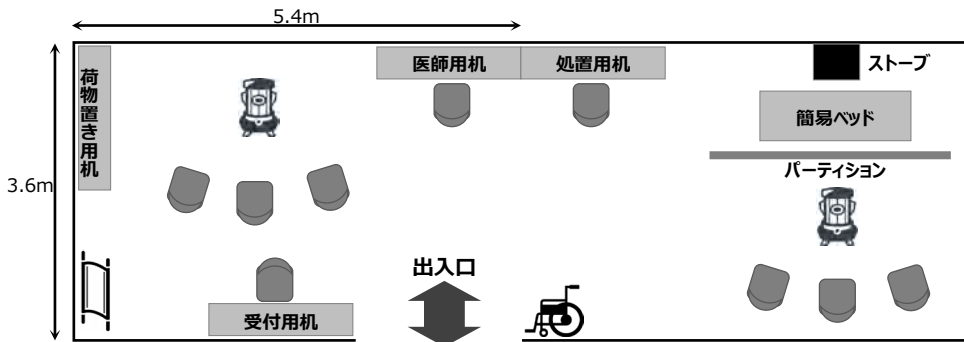 5.4m
医師用机
処置用机
ストーブ
荷物置き用机
簡易ベッド
パーティション
3.6m
出入口
受付用机